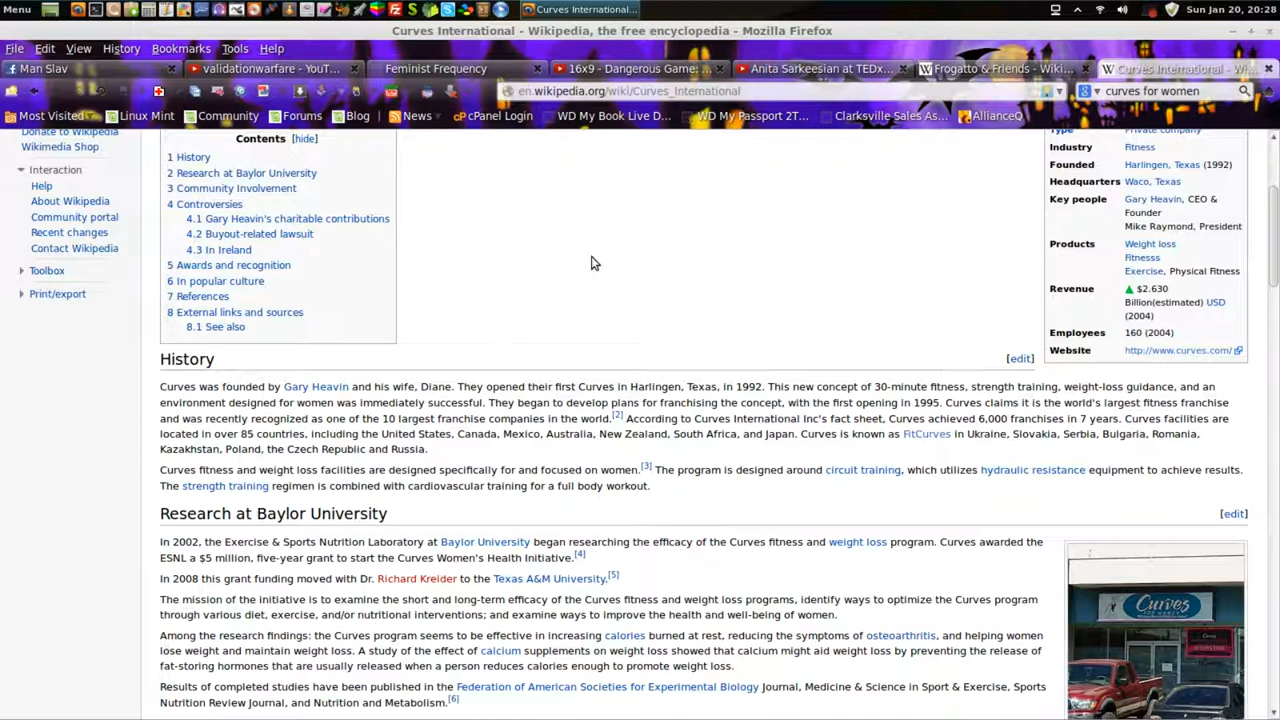 Menu
Curves International...
Sun Jan 20, 20:28
Curves International - Wikipedia, the free encyclopedia - Mozilla Firefox
File Edit View History Bookmarks Tools Help
Man Slav
validationwarfare - YouT...
Feminist Frequency
16x9 - Dangerous Game: ...
Anita Sarkeesian at TEDx...
Frogatto & Friends - Wiki...
Curves International - Wi...
en.wikipedia.org/wiki/Curves_International
curves for women
Most Visited Linux Mint Community Forums Blog News cPanel Login WD My Book Live D... WD My Passport 2T... Clarksville Sales As... AllianceQ
Donate to Wikipedia
Wikimedia Shop
Interaction
Help
About Wikipedia
Community portal
Recent changes
Contact Wikipedia
Toolbox
Print/export
Contents [hide]
1 History
2 Research at Baylor University
3 Community Involvement
4 Controversies
4.1 Gary Heavin's charitable contributions
4.2 Buyout-related lawsuit
4.3 In Ireland
5 Awards and recognition
6 In popular culture
7 References
8 External links and sources
8.1 See also
Type Private company
Industry Fitness
Founded Harlingen, Texas (1992)
Headquarters Waco, Texas
Key people Gary Heavin, CEO &
Founder
Mike Raymond, President
Products Weight loss
Fitnesss
Exercise, Physical Fitness
Revenue ▲ $2.630
Billion(estimated) USD
(2004)
Employees 160 (2004)
Website http://www.curves.com/
History [edit]
Curves was founded by Gary Heavin and his wife, Diane. They opened their first Curves in Harlingen, Texas, in 1992. This new concept of 30-minute fitness, strength training, weight-loss guidance, and an
environment designed for women was immediately successful. They began to develop plans for franchising the concept, with the first opening in 1995. Curves claims it is the world's largest fitness franchise
and was recently recognized as one of the 10 largest franchise companies in the world.[2] According to Curves International Inc's fact sheet, Curves achieved 6,000 franchises in 7 years. Curves facilities are
located in over 85 countries, including the United States, Canada, Mexico, Australia, New Zealand, South Africa, and Japan. Curves is known as FitCurves in Ukraine, Slovakia, Serbia, Bulgaria, Romania,
Kazakhstan, Poland, the Czech Republic and Russia.
Curves fitness and weight loss facilities are designed specifically for and focused on women.[3] The program is designed around circuit training, which utilizes hydraulic resistance equipment to achieve results.
The strength training regimen is combined with cardiovascular training for a full body workout.
Research at Baylor University [edit]
In 2002, the Exercise & Sports Nutrition Laboratory at Baylor University began researching the efficacy of the Curves fitness and weight loss program. Curves awarded the
ESNL a $5 million, five-year grant to start the Curves Women's Health Initiative.[4]
In 2008 this grant funding moved with Dr. Richard Kreider to the Texas A&M University.[5]
The mission of the initiative is to examine the short and long-term efficacy of the Curves fitness and weight loss programs, identify ways to optimize the Curves program
through various diet, exercise, and/or nutritional interventions; and examine ways to improve the health and well-being of women.
Among the research findings: the Curves program seems to be effective in increasing calories burned at rest, reducing the symptoms of osteoarthritis, and helping women
lose weight and maintain weight loss. A study of the effect of calcium supplements on weight loss showed that calcium might aid weight loss by preventing the release of
fat-storing hormones that are usually released when a person reduces calories enough to promote weight loss.
Results of completed studies have been published in the Federation of American Societies for Experimental Biology Journal, Medicine & Science in Sport & Exercise, Sports
Nutrition Review Journal, and Nutrition and Metabolism.[6]
Curves